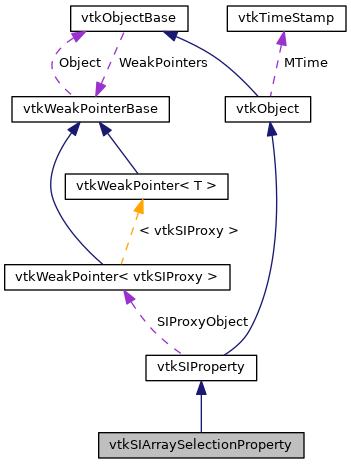 vtkObjectBase
vtkTimeStamp
Object
WeakPointers
MTime
vtkWeakPointerBase
vtkObject
vtkWeakPointer< T >
< vtkSIProxy >
vtkWeakPointer< vtkSIProxy >
SIProxyObject
vtkSIProperty
vtkSIArraySelectionProperty